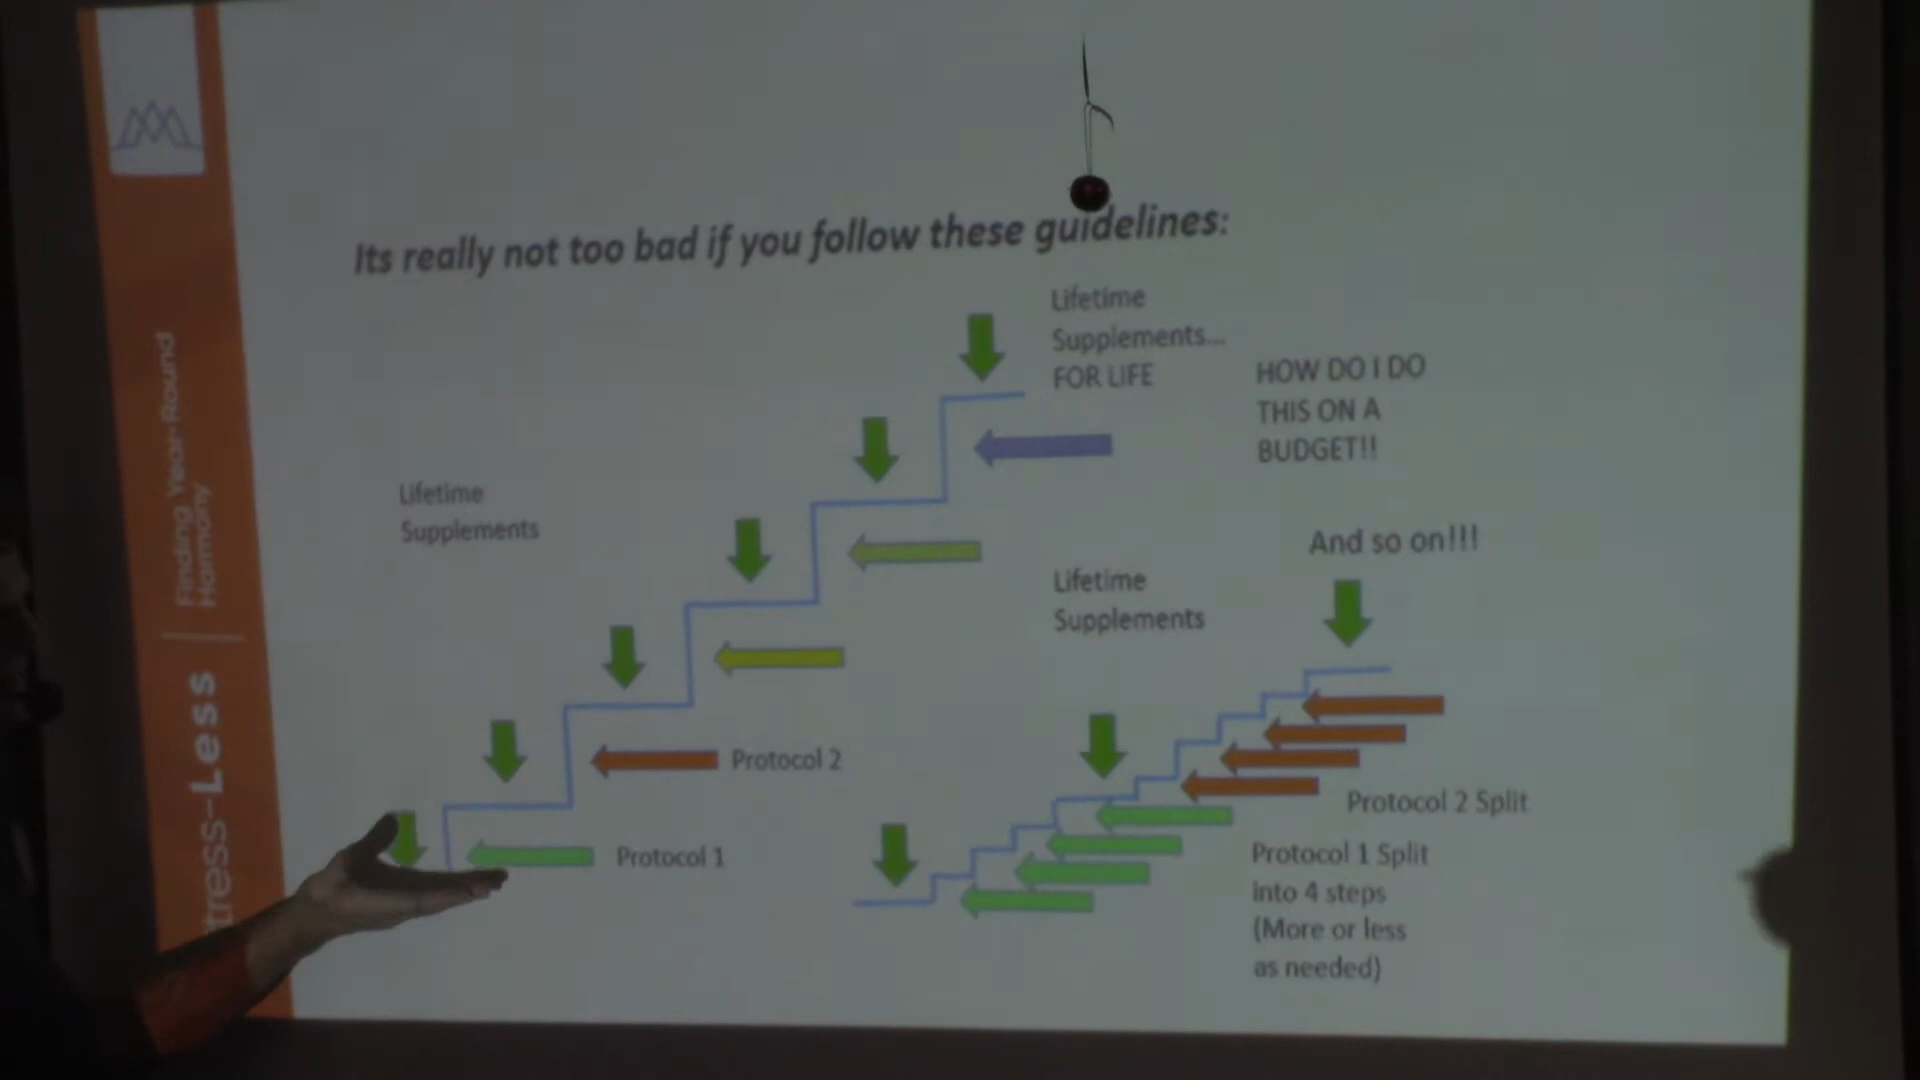 Its really not too bad if you follow these guidelines:
Lifetime
Supplements...
FOR LIFE
HOW DO I DO
THIS ON A
BUDGET!!
Lifetime
Supplements
And so on!!!
Lifetime
Supplements
Protocol 2
Protocol 1
Protocol 2 Split
Protocol 1 Split
into 4 steps
(More or less
as needed)
tress-Less
Finding Year-Round
Hormony